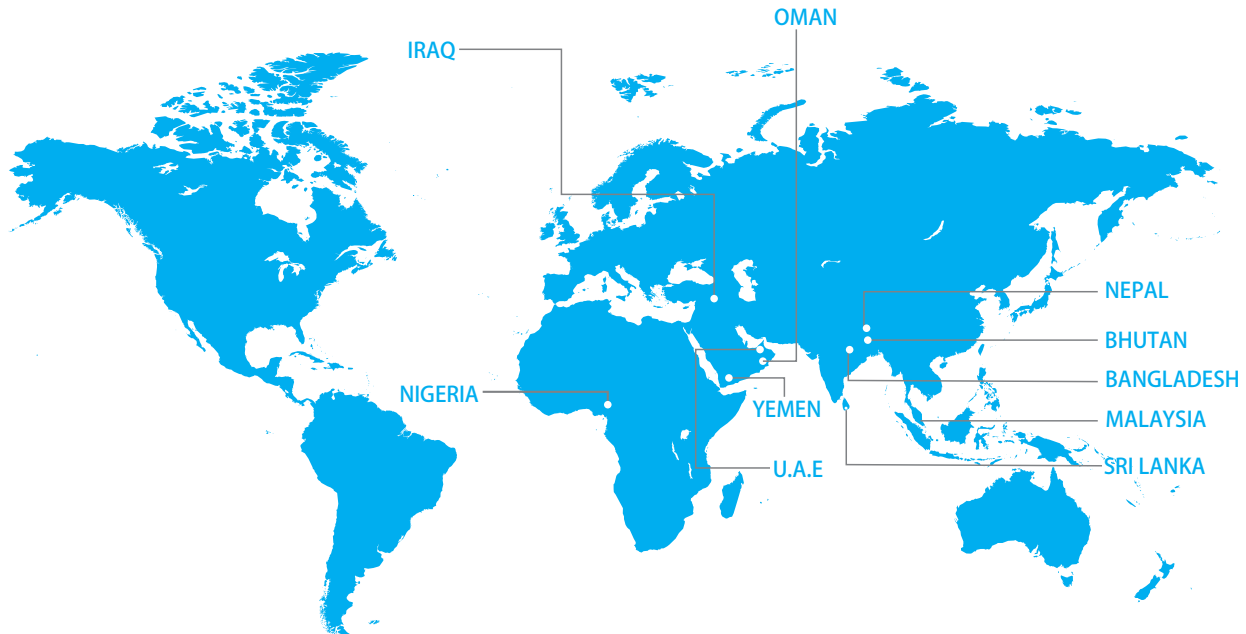 OMAN
IRAQ
NEPAL
BHUTAN
BANGLADESH
NIGERIA
YEMEN
MALAYSIA
U.A.E
SRI LANKA